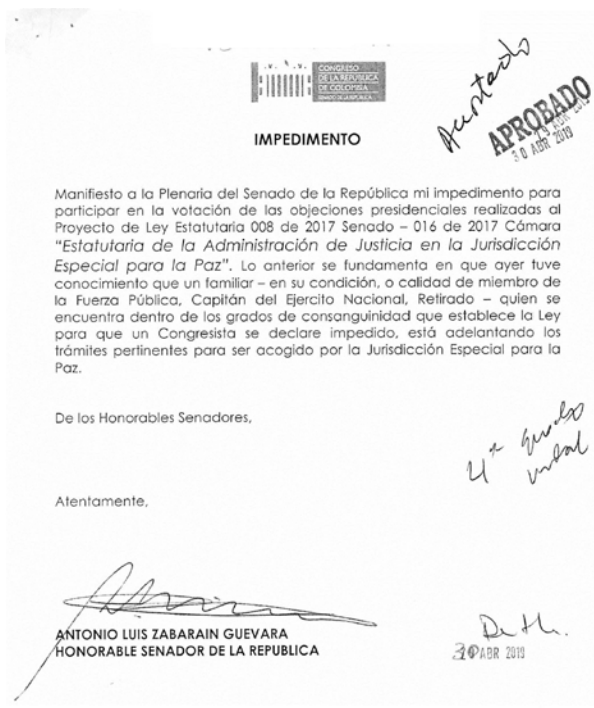 CONGRESO
DE LA REPÚBLICA
DE COLOMBIA
Acertado
APROBADO
30 ABR 2019
IMPEDIMENTO
Manifiesto a la Plenaria del Senado de la República mi impedimento para
participar en la votación de las objeciones presidenciales realizadas al
Proyecto de Ley Estatutaria 008 de 2017 Senado – 016 de 2017 Cámara
"Estatutaria de la Administración de Justicia en la Jurisdicción
Especial para la Paz". Lo anterior se fundamenta en que ayer tuve
conocimiento que un familiar – en su condición, o calidad de miembro de
la Fuerza Pública, Capitán del Ejercito Nacional, Retirado – quien se
encuentra dentro de los grados de consanguinidad que establece la Ley
para que un Congresista se declare impedido, está adelantando los
trámites pertinentes para ser acogido por la Jurisdicción Especial para la
Paz.
De los Honorables Senadores,
4º grado
Atentamente,
ANTONIO LUIS ZABARAIN GUEVARA
HONORABLE SENADOR DE LA REPUBLICA
30 ABR 2019